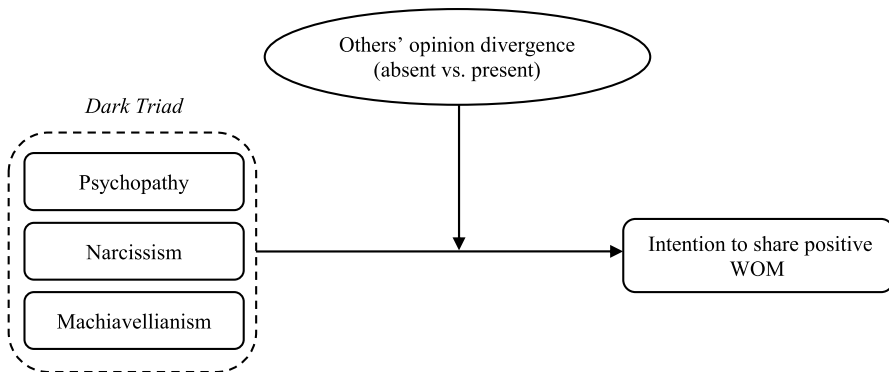 Others’ opinion divergence
(absent vs. present)
Dark Triad
Psychopathy
Narcissism
Machiavellianism
Intention to share positive
WOM